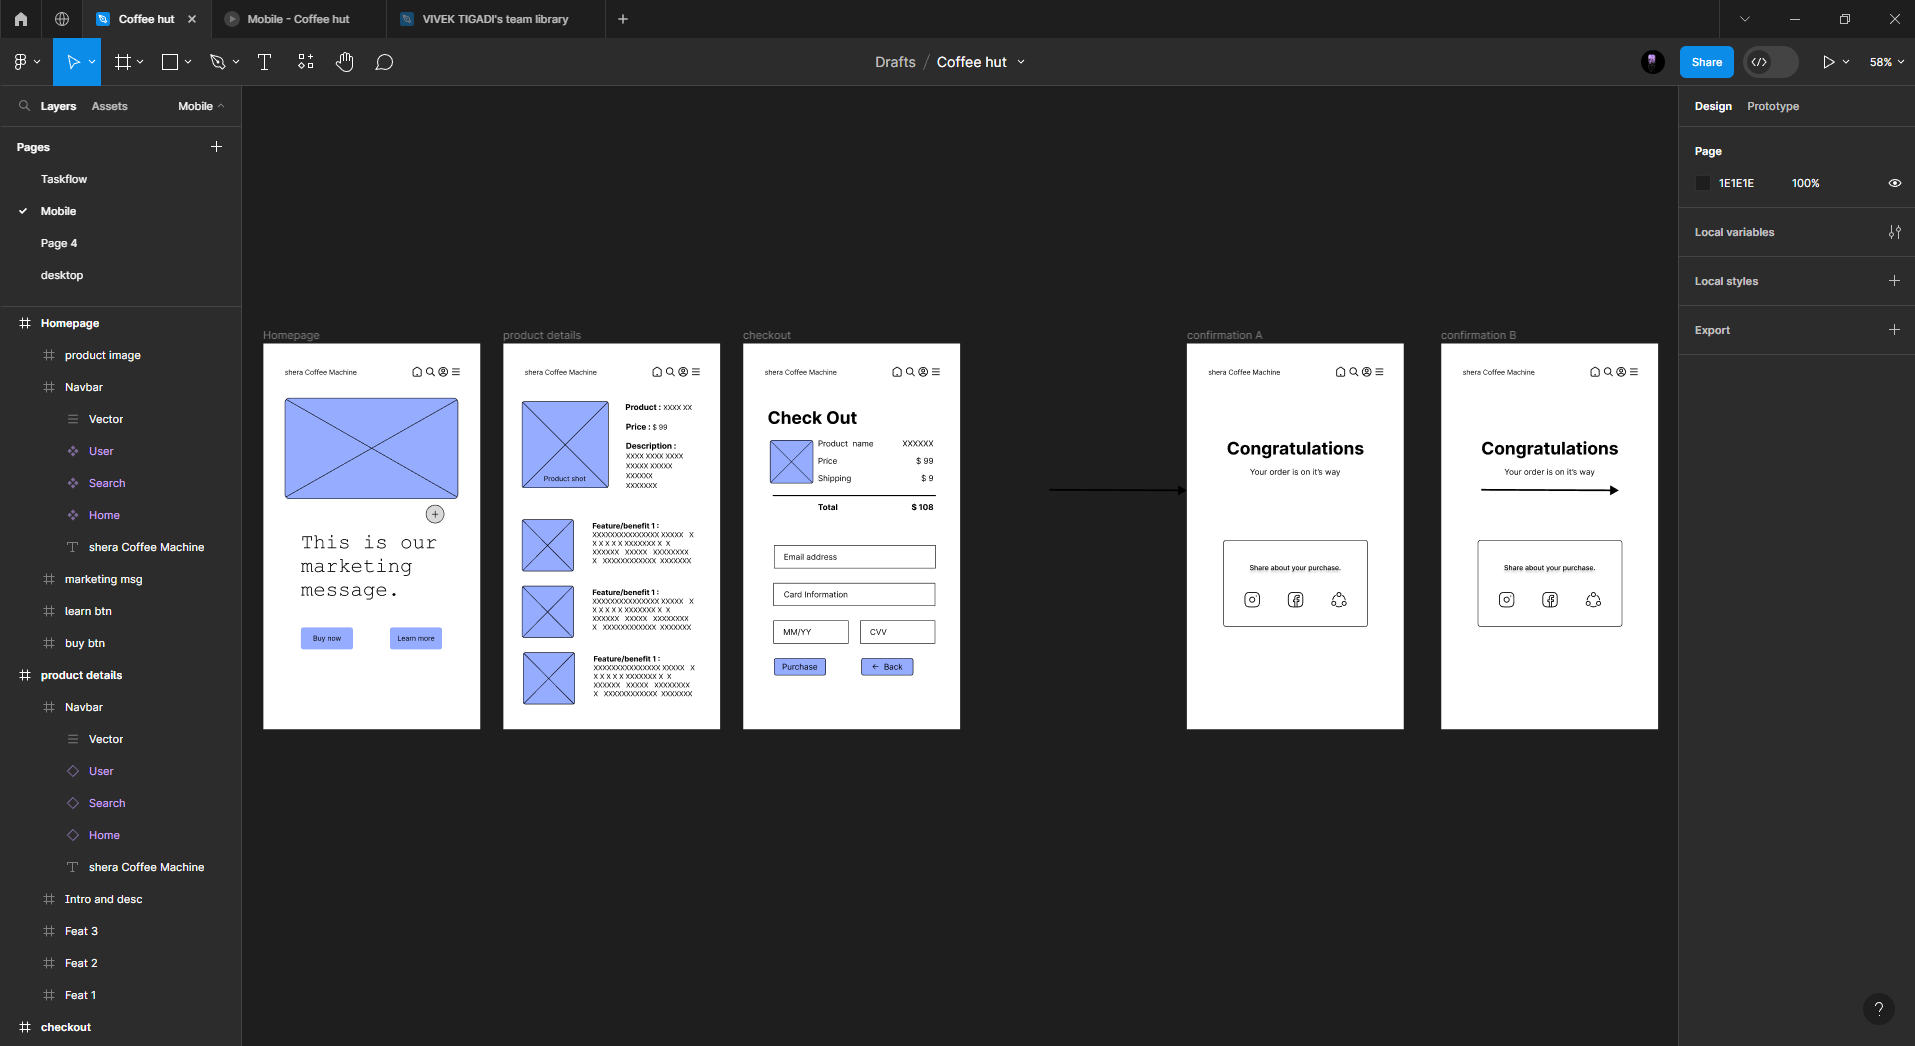 Coffee hut
Mobile - Coffee hut
VIVEK TIGADI's team library
Drafts / Coffee hut
Share
58%
Layers
Assets
Mobile
Pages
Taskflow
Mobile
Page 4
desktop
Homepage
product image
Navbar
Vector
User
Search
Home
shera Coffee Machine
marketing msg
learn btn
buy btn
product details
Navbar
Vector
User
Search
Home
shera Coffee Machine
Intro and desc
Feat 3
Feat 2
Feat 1
checkout
Homepage
shera Coffee Machine
This is our
marketing
message.
Buy now
Learn more
product details
shera Coffee Machine
Product shot
Product : XXXX XX
Price : $ 99
Description :
XXXX XXXX XXXX
XXXXX XXXXX
XXXXXX
XXXXXXX
Feature/benefit 1 :
XXXXXXXXXXXXXXX XXXXX X
X X X X X XXXXXXX X X
XXXXXX XXXXX XXXXXXXX
X XXXXXXXXXXXX XXXXXXX
Feature/benefit 1 :
XXXXXXXXXXXXXXX XXXXX X
X X X X X XXXXXXX X X
XXXXXX XXXXX XXXXXXXX
X XXXXXXXXXXXX XXXXXXX
Feature/benefit 1 :
XXXXXXXXXXXXXXX XXXXX X
X X X X X XXXXXXX X X
XXXXXX XXXXX XXXXXXXX
X XXXXXXXXXXXX XXXXXXX
checkout
shera Coffee Machine
Check Out
Product name XXXXXX
Price $ 99
Shipping $ 9
Total $ 108
Email address
Card Information
MM/YY
CVV
Purchase
← Back
confirmation A
shera Coffee Machine
Congratulations
Your order is on it's way
Share about your purchase.
confirmation B
shera Coffee Machine
Congratulations
Your order is on it's way
Share about your purchase.
Design
Prototype
Page
1E1E1E 100%
Local variables
Local styles
Export
?